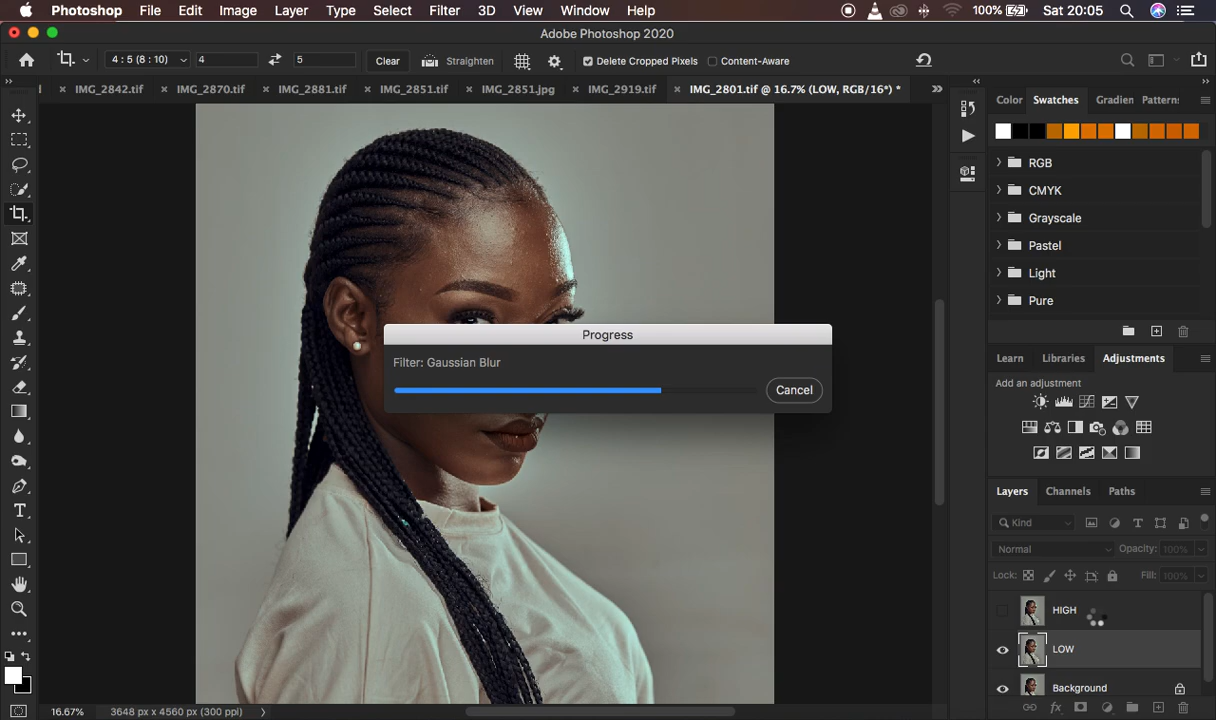 Photoshop File Edit Image Layer Type Select Filter 3D View Window Help 100% Sat 20:05
Adobe Photoshop 2020
4 : 5 (8 : 10) 4 5 Clear Straighten Delete Cropped Pixels Content-Aware
IMG_2842.tif IMG_2870.tif IMG_2881.tif IMG_2851.tif IMG_2851.jpg IMG_2919.tif IMG_2801.tif @ 16.7% (LOW, RGB/16*) *
Color Swatches Gradien Pattern:
RGB
CMYK
Grayscale
Pastel
Light
Pure
Progress
Filter: Gaussian Blur
Cancel
Learn Libraries Adjustments
Add an adjustment
Layers Channels Paths
Kind
Normal Opacity: 100%
Lock: Fill: 100%
HIGH
LOW
Background
16.67% 3648 px x 4560 px (300 ppi)